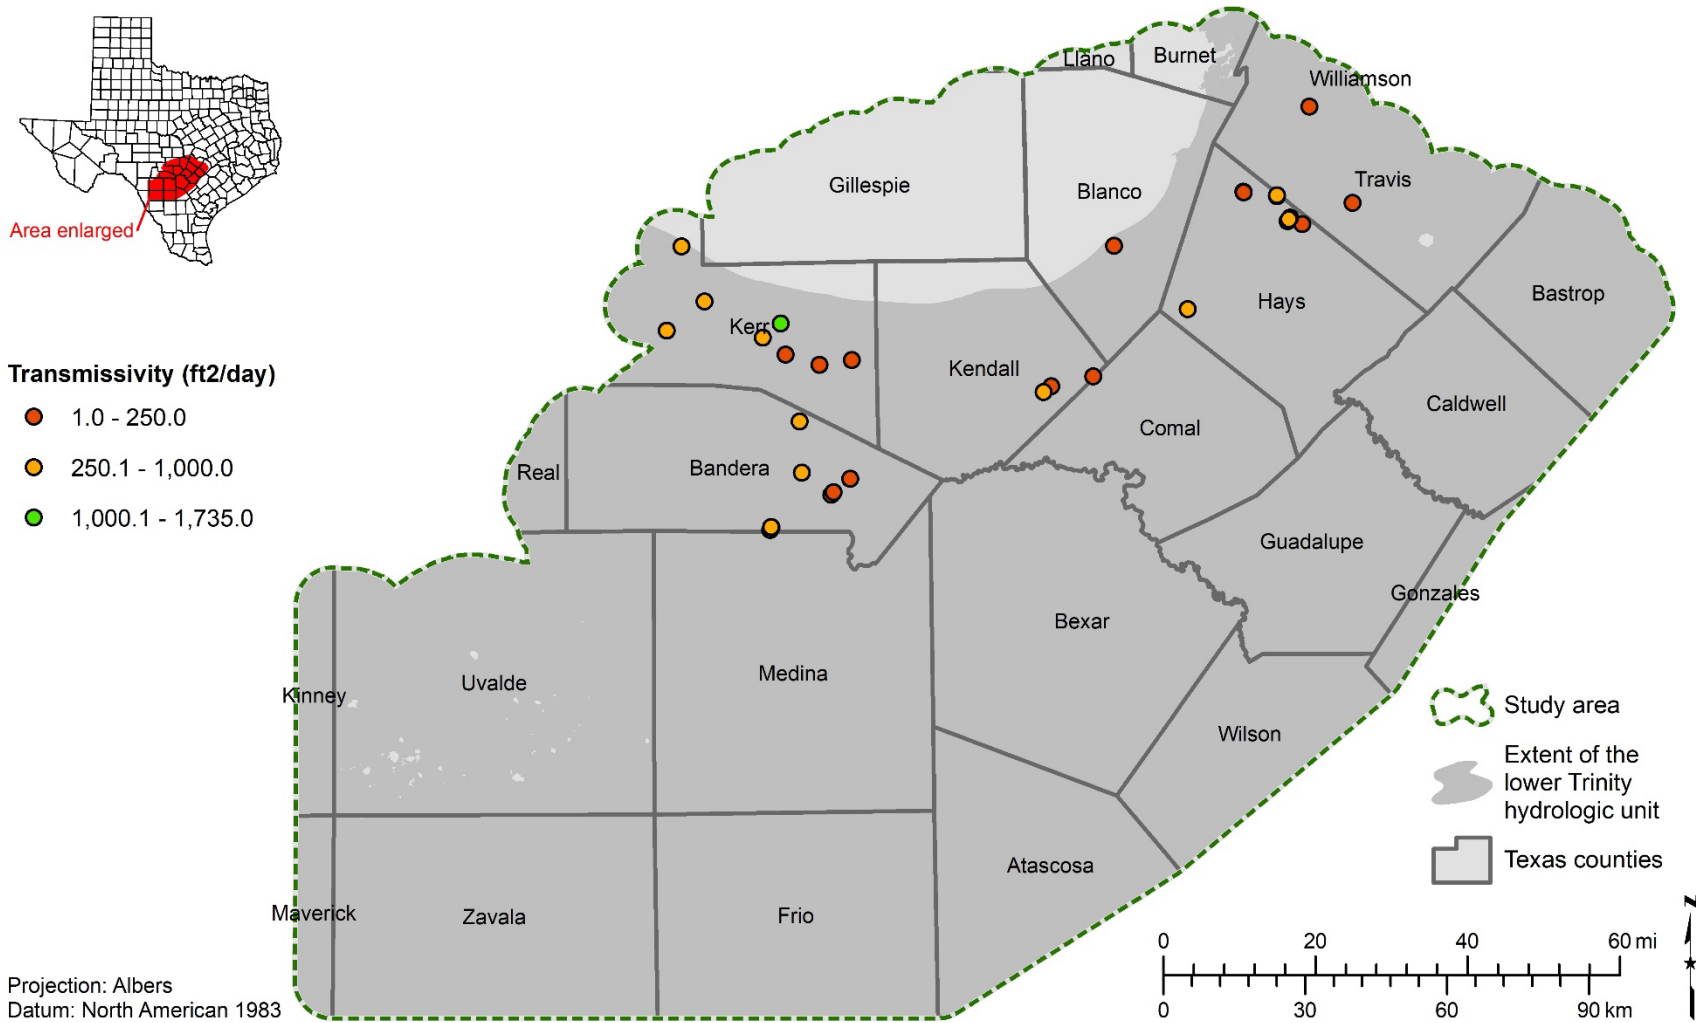 Area enlarged
Transmissivity (ft2/day)
1.0 - 250.0
250.1 - 1,000.0
1,000.1 - 1,735.0
Llano
Burnet
Williamson
Gillespie
Blanco
Travis
Kerr
Hays
Bastrop
Kendall
Comal
Caldwell
Real
Bandera
Guadalupe
Gonzales
Kinney
Uvalde
Medina
Bexar
Wilson
Maverick
Zavala
Frio
Atascosa
Study area
Extent of the
lower Trinity
hydrologic unit
Texas counties
0 20 40 60 mi
0 30 60 90 km
Projection: Albers
Datum: North American 1983